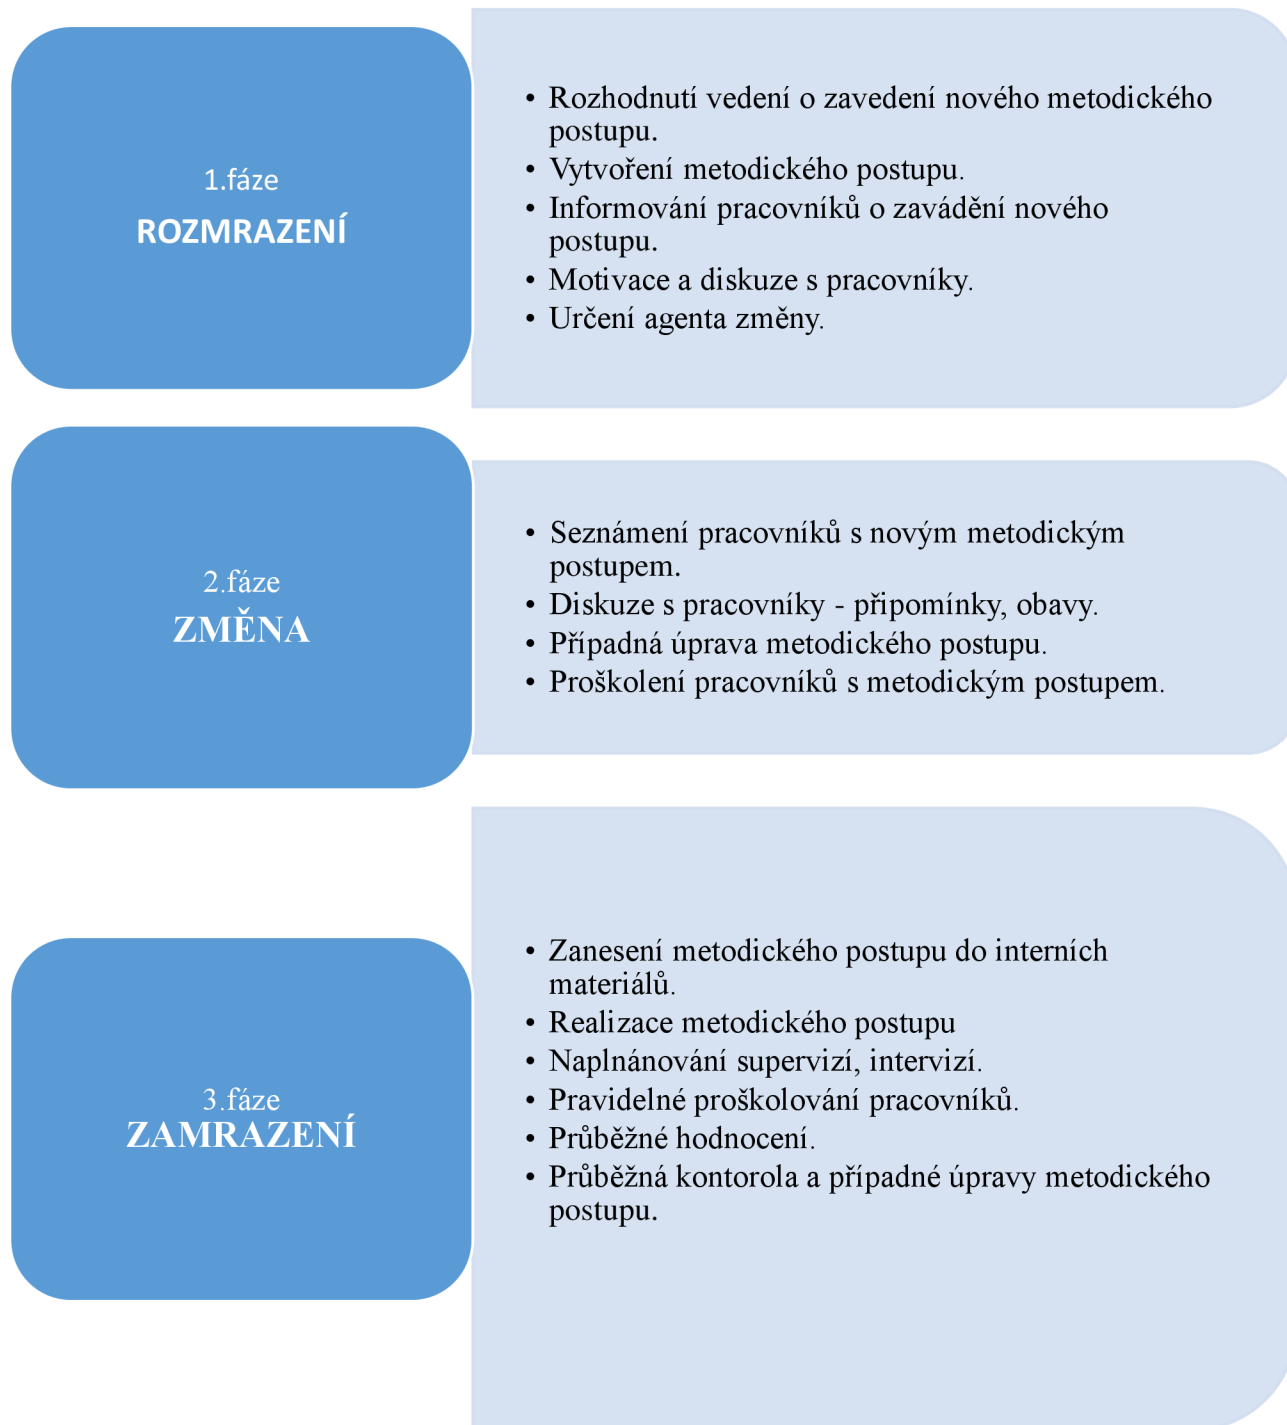 1.fáze
ROZMRAZENÍ
• Rozhodnutí vedení o zavedení nového metodického
postupu.
• Vytvoření metodického postupu.
• Informování pracovníků o zavádění nového
postupu.
• Motivace a diskuze s pracovníky.
• Určení agenta změny.
2.fáze
ZMĚNA
• Seznámení pracovníků s novým metodickým
postupem.
• Diskuze s pracovníky - připomínky, obavy.
• Případná úprava metodického postupu.
• Proškolení pracovníků s metodickým postupem.
3.fáze
ZAMRAZENÍ
• Zanesení metodického postupu do interních
materiálů.
• Realizace metodického postupu
• Naplnánování supervizí, intervizí.
• Pravidelné proškolování pracovníků.
• Průběžné hodnocení.
• Průběžná kontorola a případné úpravy metodického
postupu.